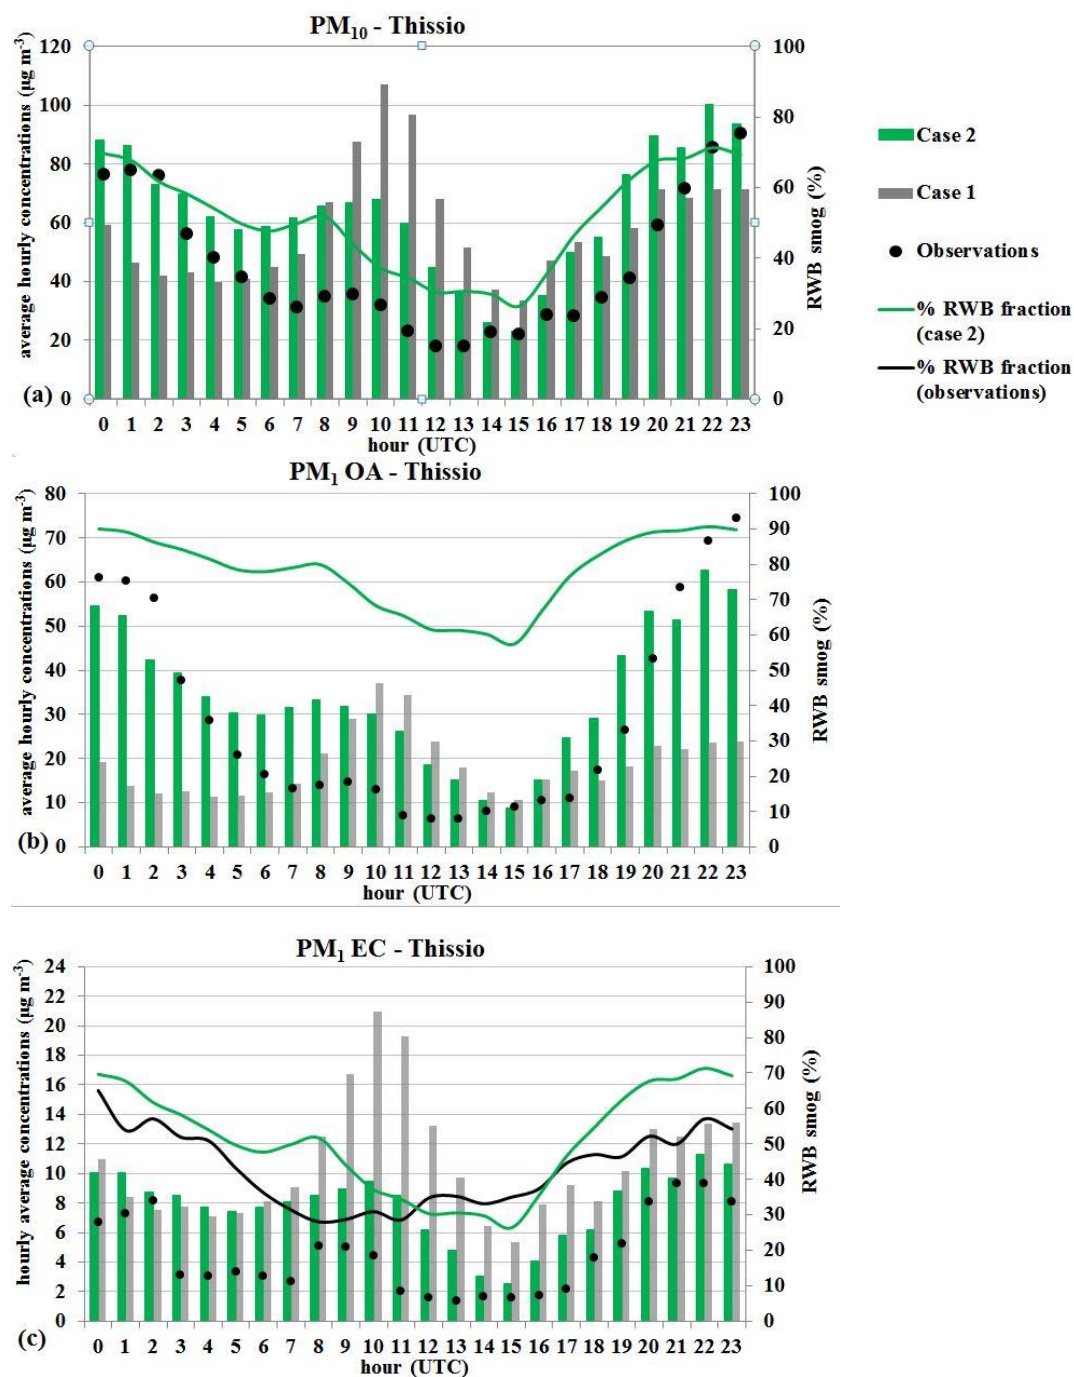 PM₁₀ - Thissio
average hourly concentrations (μg m⁻³)
120
100
80
60
40
20
0
100
80
60
40
20
0
RWB smog (%)
(a)
0 1 2 3 4 5 6 7 8 9 10 11 12 13 14 15 16 17 18 19 20 21 22 23
hour (UTC)
Case 2
Case 1
Observations
% RWB fraction
(case 2)
% RWB fraction
(observations)
PM₁ OA - Thissio
average hourly concentrations (μg m⁻³)
80
70
60
50
40
30
20
10
0
100
90
80
70
60
50
40
30
20
10
0
RWB smog (%)
(b)
0 1 2 3 4 5 6 7 8 9 10 11 12 13 14 15 16 17 18 19 20 21 22 23
hour (UTC)
PM₁ EC - Thissio
hourly average concentrations (μg m⁻³)
24
22
20
18
16
14
12
10
8
6
4
2
0
100
90
80
70
60
50
40
30
20
10
0
RWB smog (%)
(c)
0 1 2 3 4 5 6 7 8 9 10 11 12 13 14 15 16 17 18 19 20 21 22 23
hour (UTC)